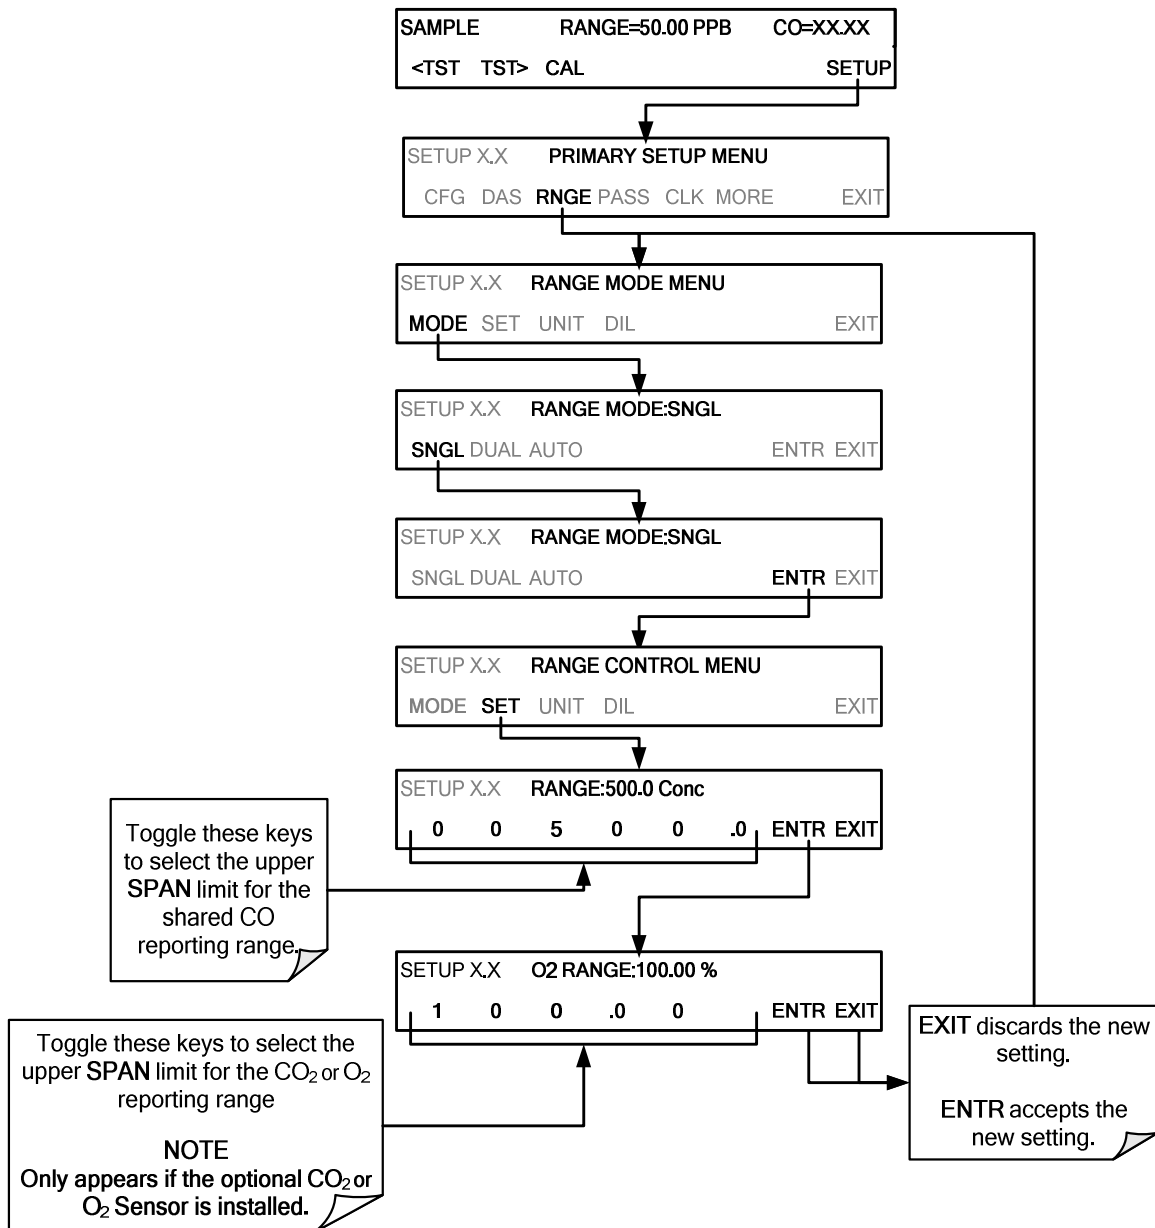 SAMPLE RANGE=50.00 PPB CO=XX.XX
<TST TST> CAL SETUP
SETUP X.X PRIMARY SETUP MENU
CFG DAS RNGE PASS CLK MORE EXIT
SETUP X.X RANGE MODE MENU
MODE SET UNIT DIL EXIT
SETUP X.X RANGE MODE:SNGL
SNGL DUAL AUTO ENTR EXIT
SETUP X.X RANGE MODE:SNGL
SNGL DUAL AUTO ENTR EXIT
SETUP X.X RANGE CONTROL MENU
MODE SET UNIT DIL EXIT
SETUP X.X RANGE:500.0 Conc
0 0 5 0 0 .0 ENTR EXIT
Toggle these keys
to select the upper
SPAN limit for the
shared CO
reporting range.
SETUP X.X O2 RANGE:100.00 %
1 0 0 .0 0 ENTR EXIT
Toggle these keys to select the
upper SPAN limit for the CO₂ or O₂
reporting range
NOTE
Only appears if the optional CO₂ or
O₂ Sensor is installed.
EXIT discards the new
setting.
ENTR accepts the
new setting.